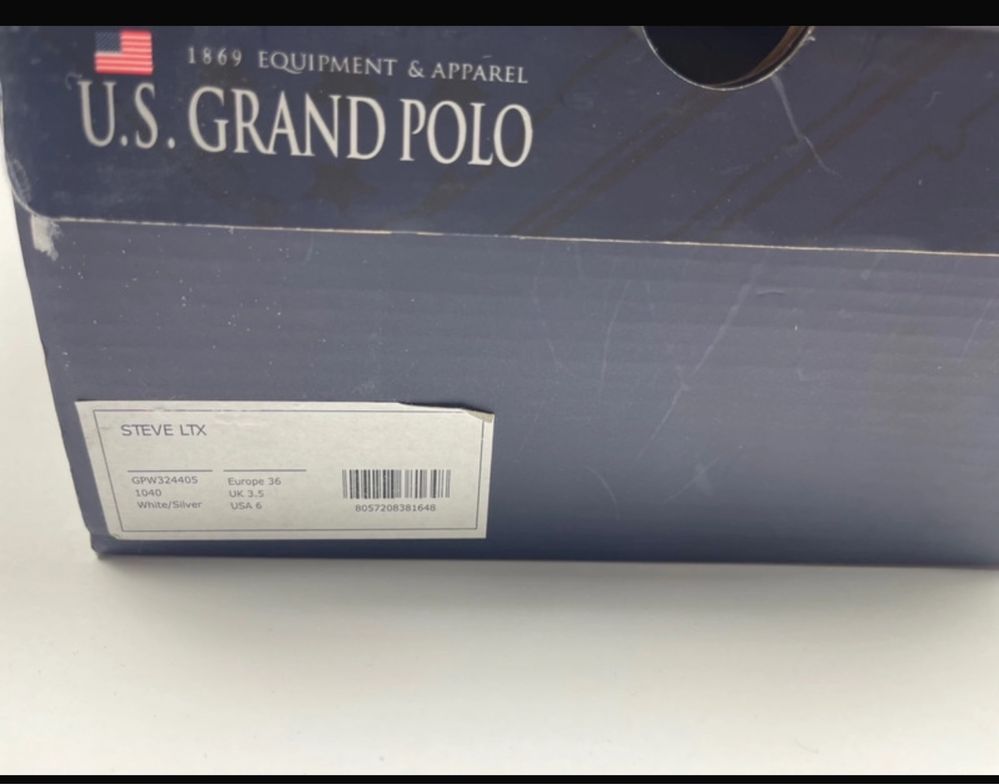 1869 EQUIPMENT & APPAREL
U.S. GRAND POLO
STEVE LTX
GPW324405
1040
White/Silver
Europe 36
UK 3.5
USA 6
8057208381648